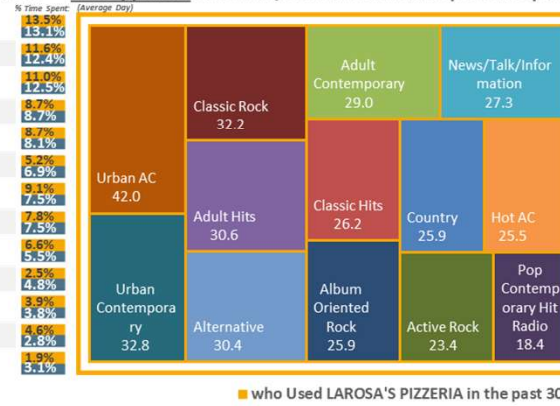 % Time Spent: (Average Day)
13.5%
13.1%
11.6%
12.4%
11.0%
12.5%
8.7%
8.7%
8.7%
8.1%
5.2%
6.9%
9.1%
7.5%
7.8%
7.5%
6.6%
5.5%
2.5%
4.8%
3.9%
3.8%
4.6%
2.8%
1.9%
3.1%
Urban AC
42.0
Classic Rock
32.2
Adult
Contemporary
29.0
News/Talk/Infor
mation
27.3
Adult Hits
30.6
Classic Hits
26.2
Country
25.9
Hot AC
25.5
Urban
Contempora
ry
32.8
Alternative
30.4
Album
Oriented
Rock
25.9
Active Rock
23.4
Pop
Contemp
orary Hit
Radio
18.4
who Used LAROSA'S PIZZERIA in the past 30